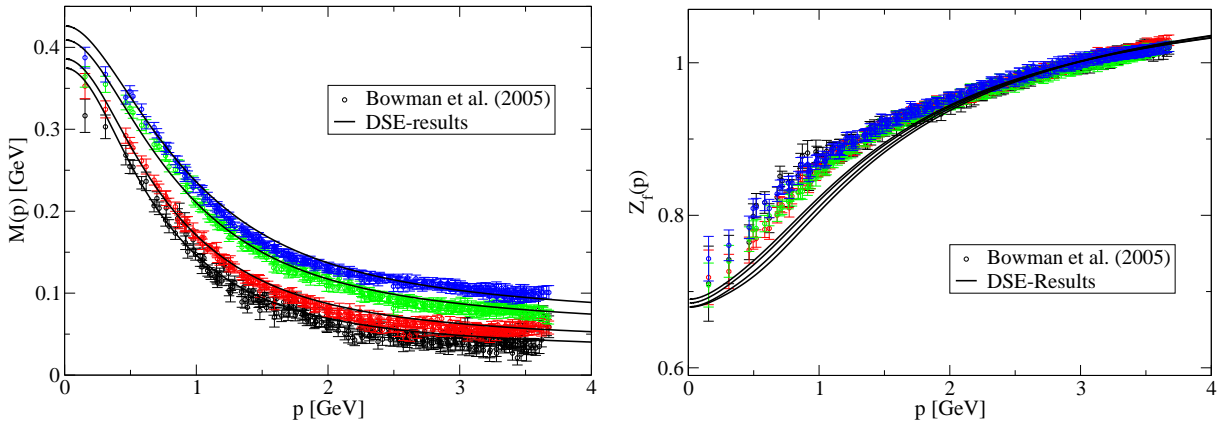 0.4
0.3
0.2
0.1
0
M(p) [GeV]
Bowman et al. (2005)
DSE-results
0 1 2 3 4
p [GeV]
1
0.8
0.6
Z_f(p)
Bowman et al. (2005)
DSE-Results
0 1 2 3 4
p [GeV]